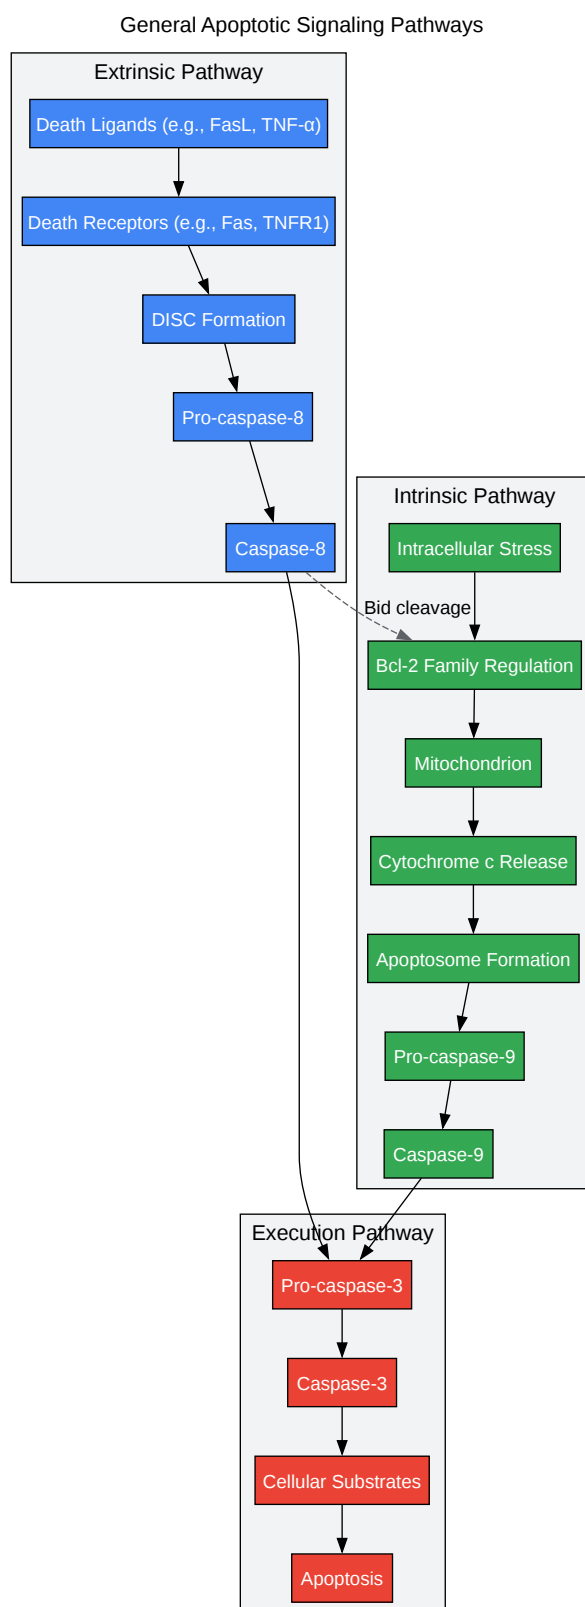 General Apoptotic Signaling Pathways
Extrinsic Pathway
Death Ligands (e.g., FasL, TNF-α)
Death Receptors (e.g., Fas, TNFR1)
DISC Formation
Pro-caspase-8
Caspase-8
Intrinsic Pathway
Intracellular Stress
Bid cleavage
Bcl-2 Family Regulation
Mitochondrion
Cytochrome c Release
Apoptosome Formation
Pro-caspase-9
Caspase-9
Execution Pathway
Pro-caspase-3
Caspase-3
Cellular Substrates
Apoptosis